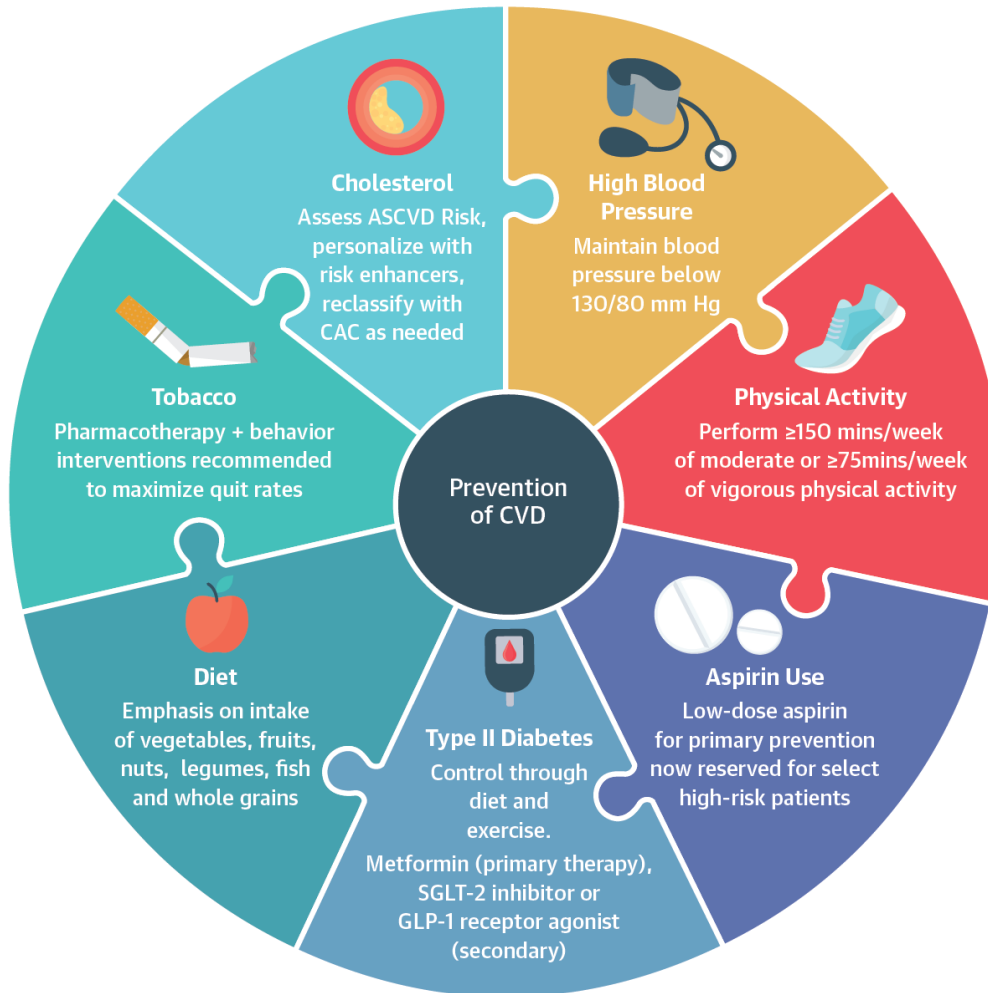 Cholesterol
Assess ASCVD Risk,
personalize with
risk enhancers,
reclassify with
CAC as needed
High Blood
Pressure
Maintain blood
pressure below
130/80 mm Hg
Physical Activity
Perform ≥150 mins/week
of moderate or ≥75mins/week
of vigorous physical activity
Aspirin Use
Low-dose aspirin
for primary prevention
now reserved for select
high-risk patients
Type II Diabetes
Control through
diet and
exercise.
Metformin (primary therapy),
SGLT-2 inhibitor or
GLP-1 receptor agonist
(secondary)
Diet
Emphasis on intake
of vegetables, fruits,
nuts, legumes, fish
and whole grains
Tobacco
Pharmacotherapy + behavior
interventions recommended
to maximize quit rates
Prevention
of CVD